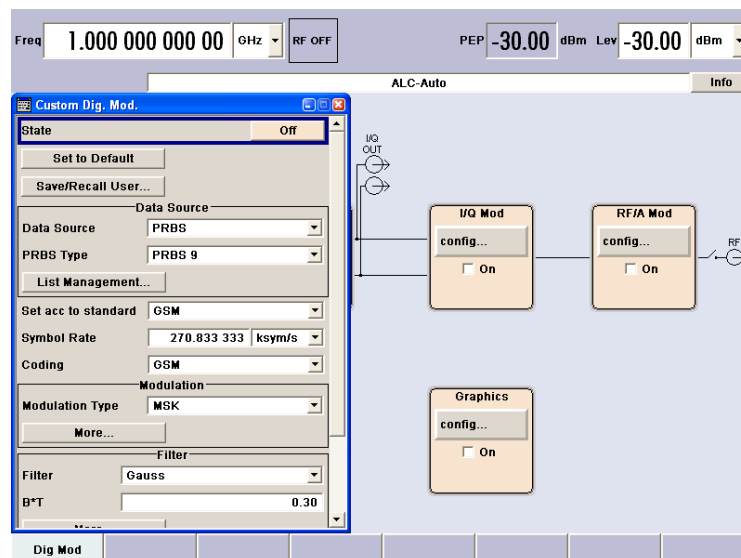 Freq 1.000 000 000 00 GHz RF OFF PEP -30.00 dBm Lev -30.00 dBm
ALC-Auto Info
Custom Dig. Mod.
State Off
Set to Default
Save/Recall User...
Data Source
Data Source PRBS
PRBS Type PRBS 9
List Management...
Set acc to standard GSM
Symbol Rate 270.833 333 ksym/s
Coding GSM
Modulation
Modulation Type MSK
More...
Filter
Filter Gauss
B*T 0.30
I/Q
OUT
I/Q Mod
config...
On
RF/A Mod
config...
On
RF
Graphics
config...
On
Dig Mod